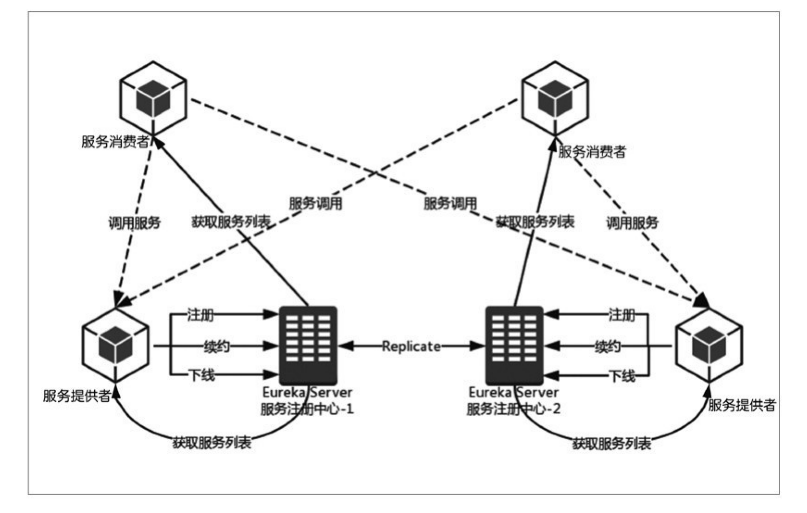 服务消费者
服务消费者
服务调用
服务调用
调用服务
获取服务列表
获取服务列表
调用服务
注册
注册
续约
Replicate
续约
下线
下线
Eureka Server
服务注册中心-1
Eureka Server
服务注册中心-2
服务提供者
服务提供者
获取服务列表
获取服务列表